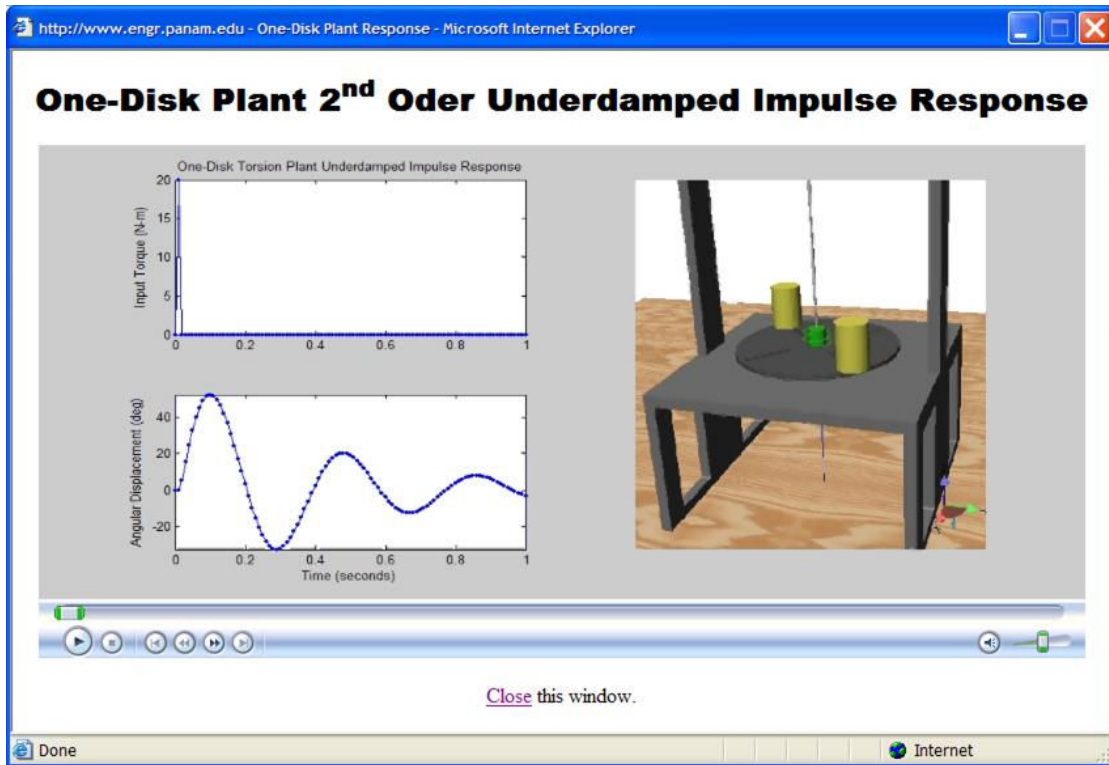 http://www.engr.panam.edu - One-Disk Plant Response - Microsoft Internet Explorer
One-Disk Plant 2nd Oder Underdamped Impulse Response
One-Disk Torsion Plant Underdamped Impulse Response
Input Torque (N-m)
20
15
10
5
0
0 0.2 0.4 0.6 0.8 1
Angular Displacement (deg)
40
20
0
-20
0 0.2 0.4 0.6 0.8 1
Time (seconds)
Close this window.
Done
Internet